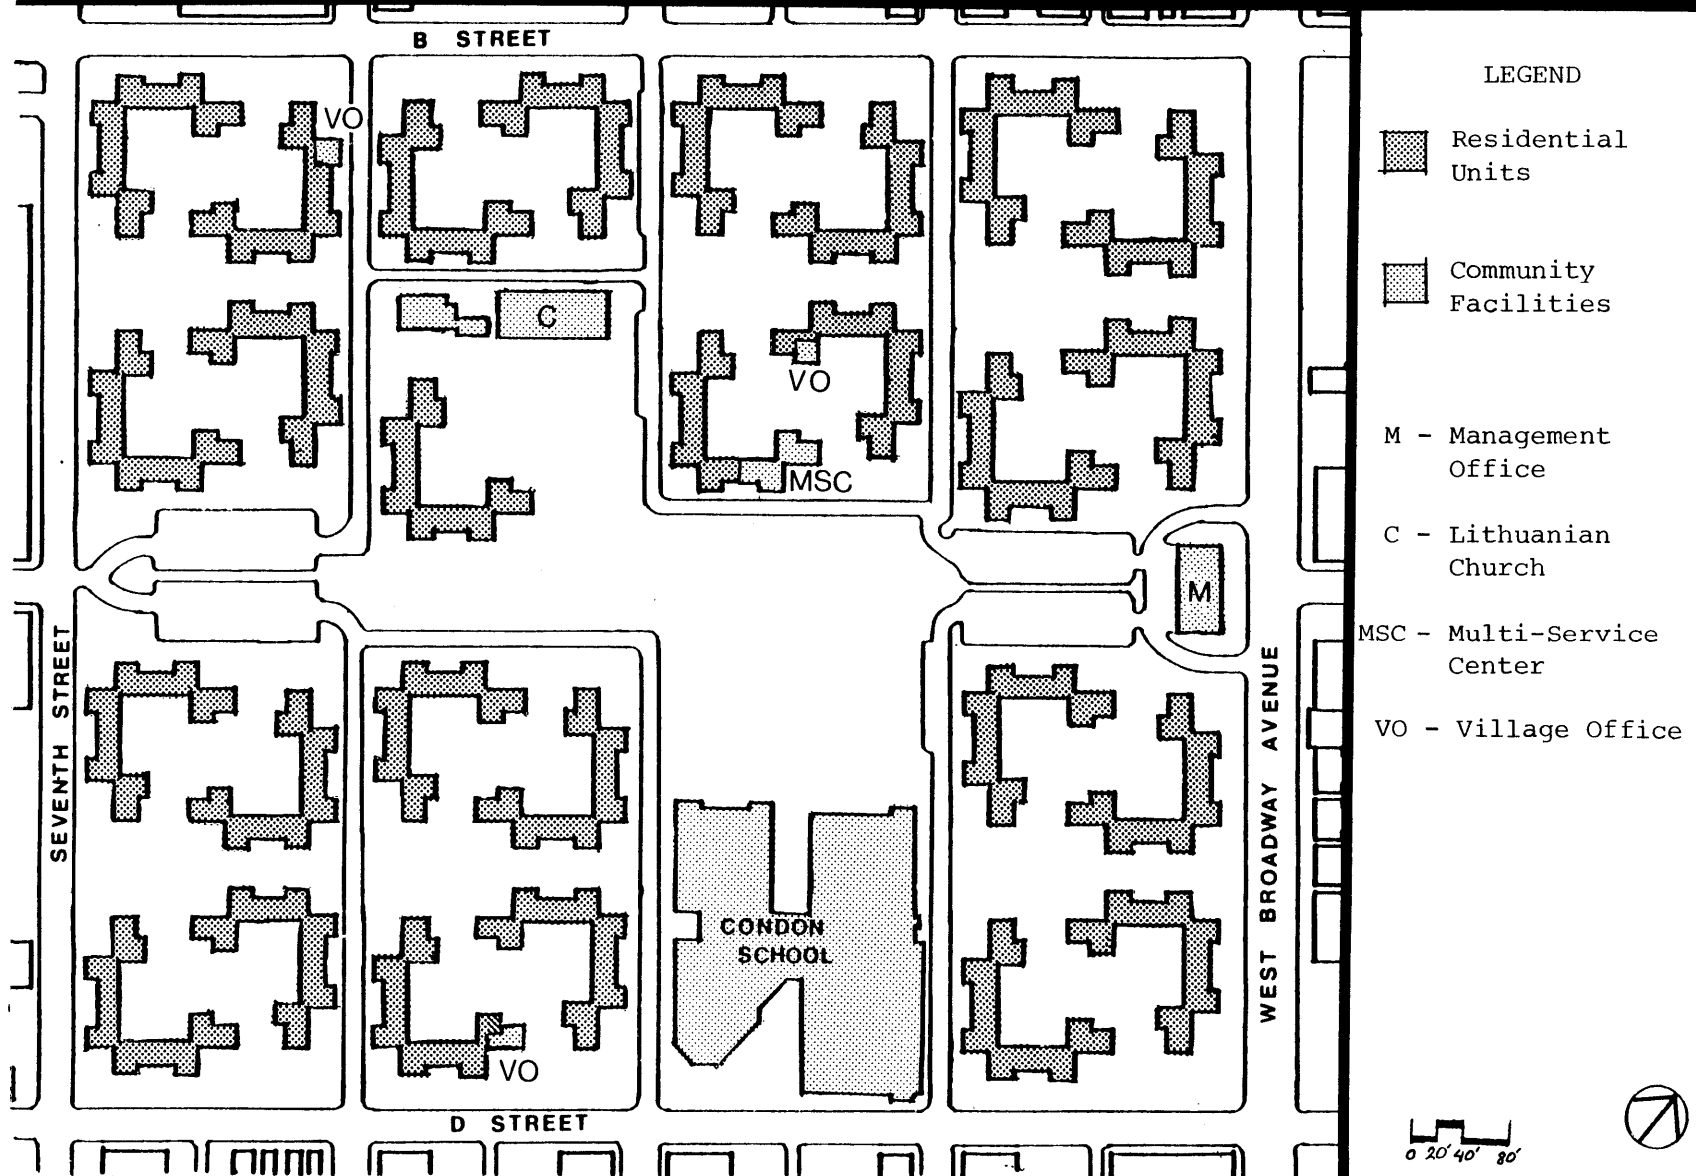 B STREET
VO
C
VO
MSC
M
SEVENTH STREET
WEST BROADWAY AVENUE
CONDON
SCHOOL
VO
D STREET
LEGEND
Residential
Units
Community
Facilities
M - Management
Office
C - Lithuanian
Church
MSC - Multi-Service
Center
VO - Village Office
0 20' 40' 80'